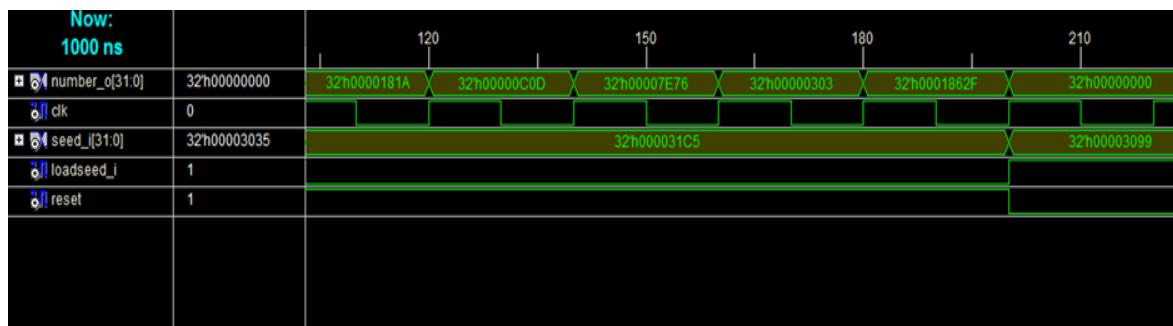 Now:
1000 ns
120 150 180 210
number_o[31:0] 32'h00000000 32'h0000181A 32'h00000C0D 32'h00007E76 32'h00000303 32'h0001862F 32'h00000000
clk 0
seed_i[31:0] 32'h00003035 32'h000031C5 32'h00003099
loadseed_i 1
reset 1